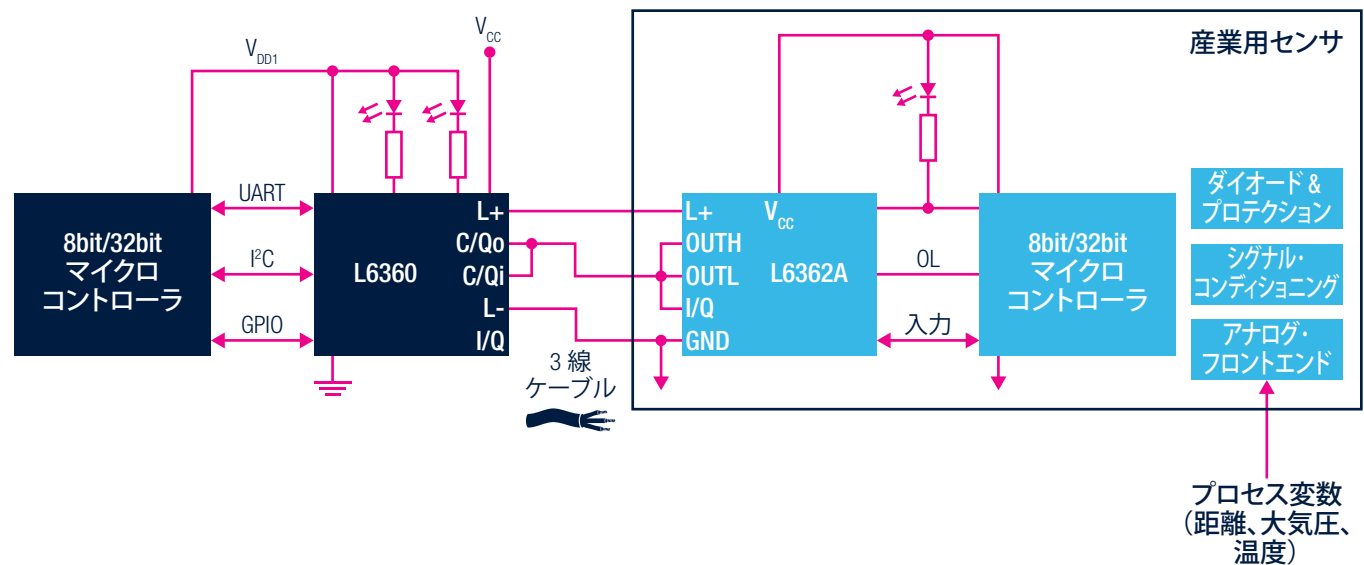 V_CC
V_DD1
産業用センサ
8bit/32bit
マイクロ
コントローラ
UART
I²C
GPIO
L6360
L+
C/Qo
C/Qi
L-
I/Q
3 線
ケーブル
L+
OUTH
OUTL
I/Q
GND
V_CC
L6362A
OL
入力
8bit/32bit
マイクロ
コントローラ
ダイオード &
プロテクション
シグナル・
コンディショニング
アナログ・
フロントエンド
プロセス変数
（距離、大気圧、
温度）